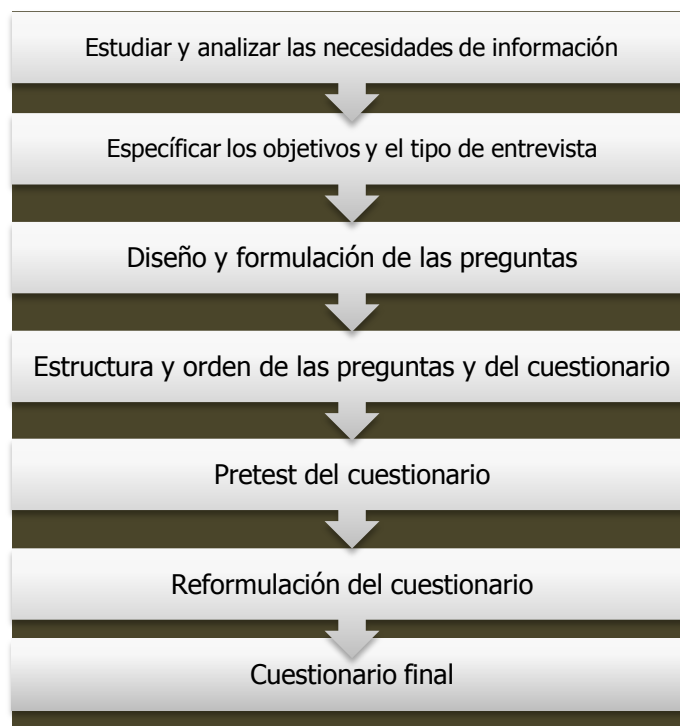 Estudiar y analizar las necesidades de información
Específicar los objetivos y el tipo de entrevista
Diseño y formulación de las preguntas
Estructura y orden de las preguntas y del cuestionario
Pretest del cuestionario
Reformulación del cuestionario
Cuestionario final